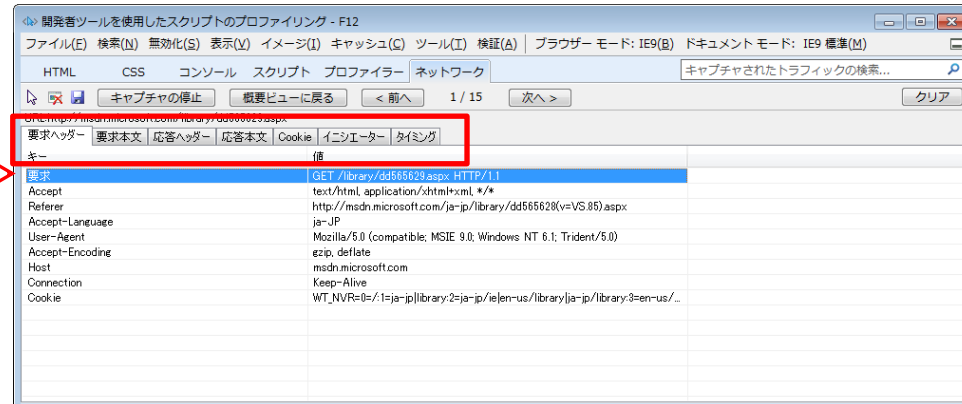 開発者ツールを使用したスクリプトのプロファイリング - F12
ファイル(F) 検索(N) 無効化(S) 表示(V) イメージ(I) キャッシュ(C) ツール(T) 検証(A) ブラウザー モード: IE9(B) ドキュメント モード: IE9 標準(M)
HTML CSS コンソール スクリプト プロファイラー ネットワーク キャプチャされたトラフィックの検索...
キャプチャの停止 概要ビューに戻る < 前へ 1 / 15 次へ > クリア
URL:http://msdn.microsoft.com/library/dd565629.aspx
要求ヘッダー 要求本文 応答ヘッダー 応答本文 Cookie イニシエーター タイミング
キー 値
要求 GET /library/dd565629.aspx HTTP/1.1
Accept text/html, application/xhtml+xml, */*
Referer http://msdn.microsoft.com/ja-jp/library/dd565628(v=VS.85).aspx
Accept-Language ja-JP
User-Agent Mozilla/5.0 (compatible; MSIE 9.0; Windows NT 6.1; Trident/5.0)
Accept-Encoding gzip, deflate
Host msdn.microsoft.com
Connection Keep-Alive
Cookie WT_NVR=0=/:1=ja-jp|library:2=ja-jp/ie|en-us/library|ja-jp/library:3=en-us/...